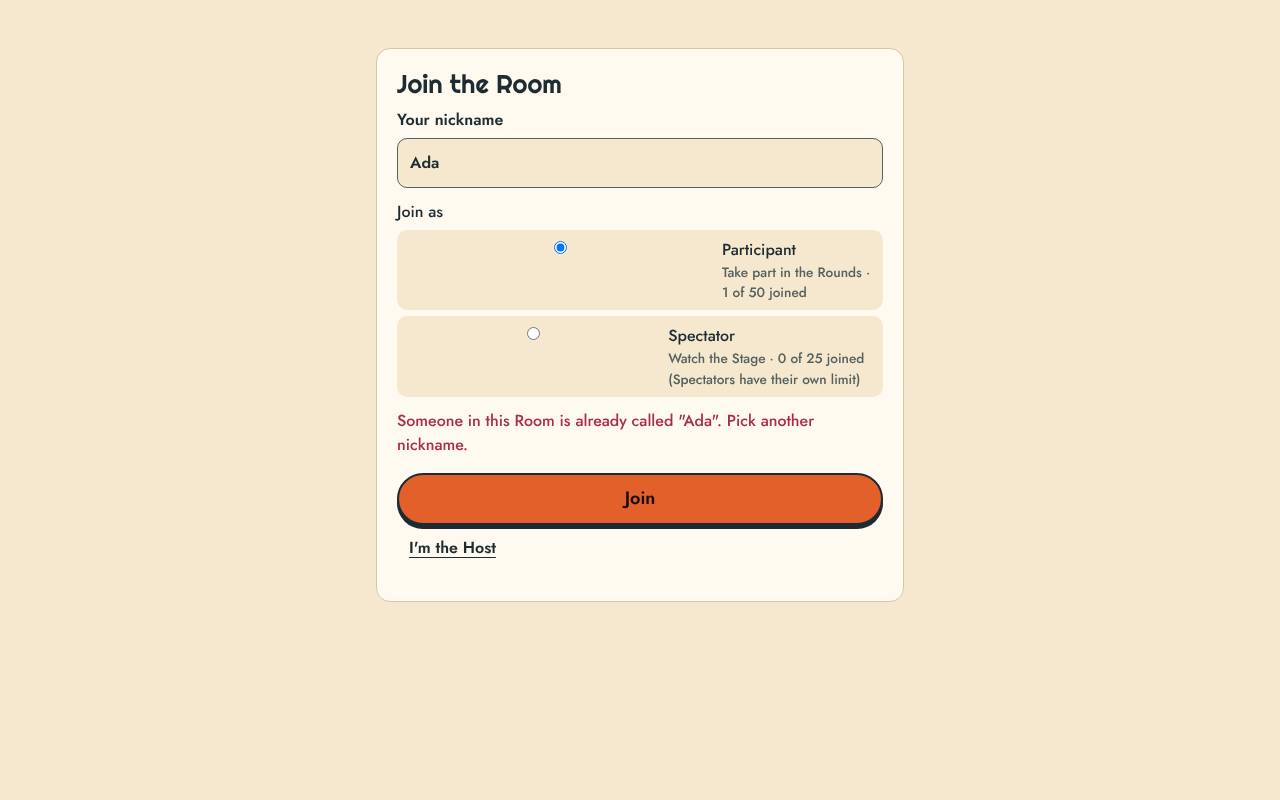 Join the Room
Your nickname
Ada
Join as
Participant
Take part in the Rounds ·
1 of 50 joined
Spectator
Watch the Stage · 0 of 25 joined
(Spectators have their own limit)
Someone in this Room is already called "Ada". Pick another
nickname.
Join
I'm the Host